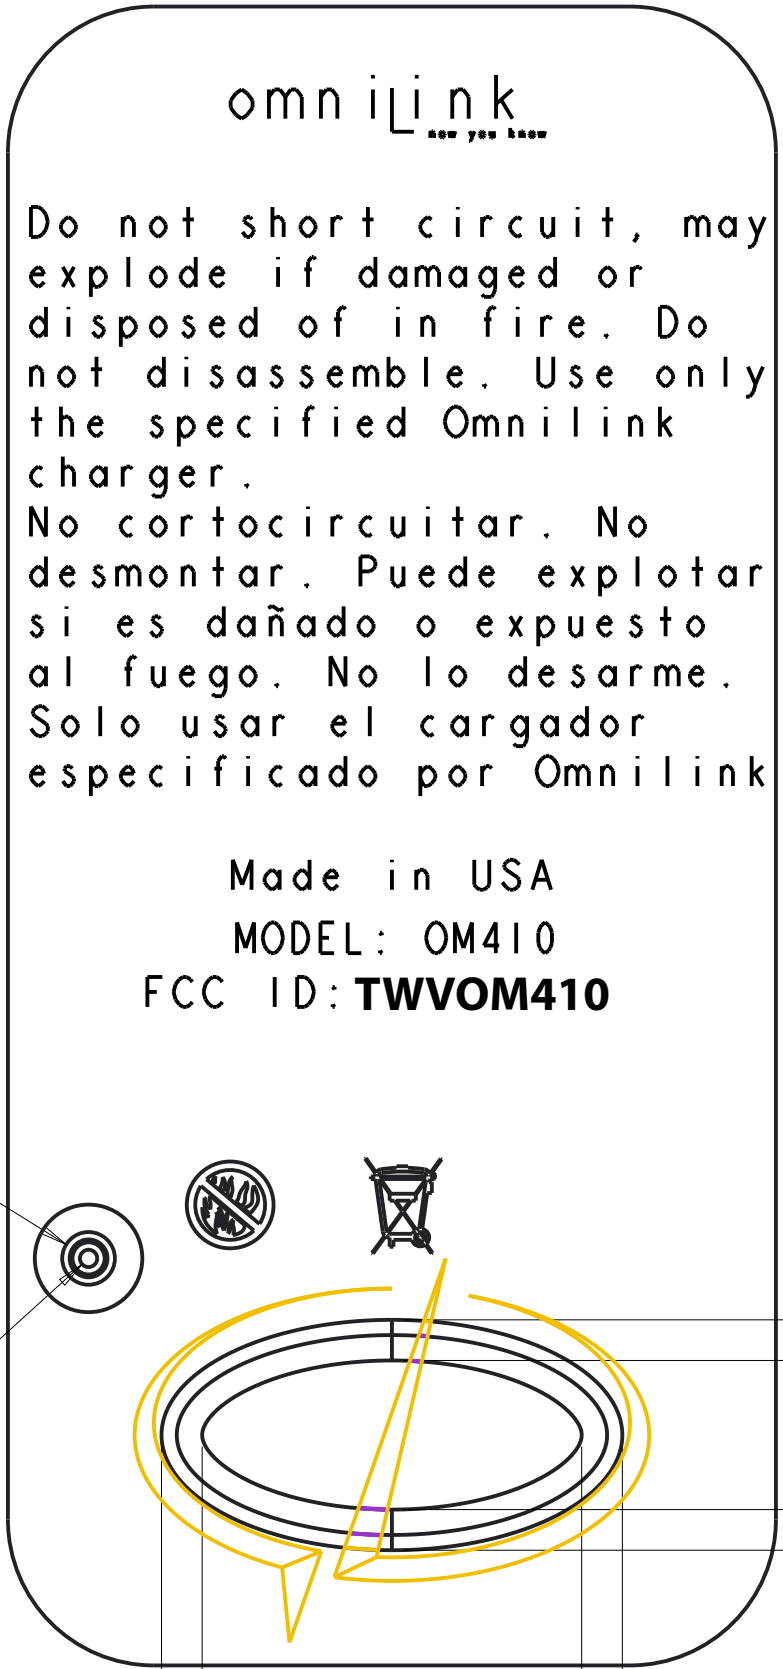 omniLink
now you know
Do not short circuit, may
explode if damaged or
disposed of in fire. Do
not disassemble. Use only
the specified Omnilink
charger.
No cortocircuitar. No
desmontar. Puede explotar
si es dañado o expuesto
al fuego. No lo desarme.
Solo usar el cargador
especificado por Omnilink
Made in USA
MODEL: OM410
FCC ID: TWVOM410